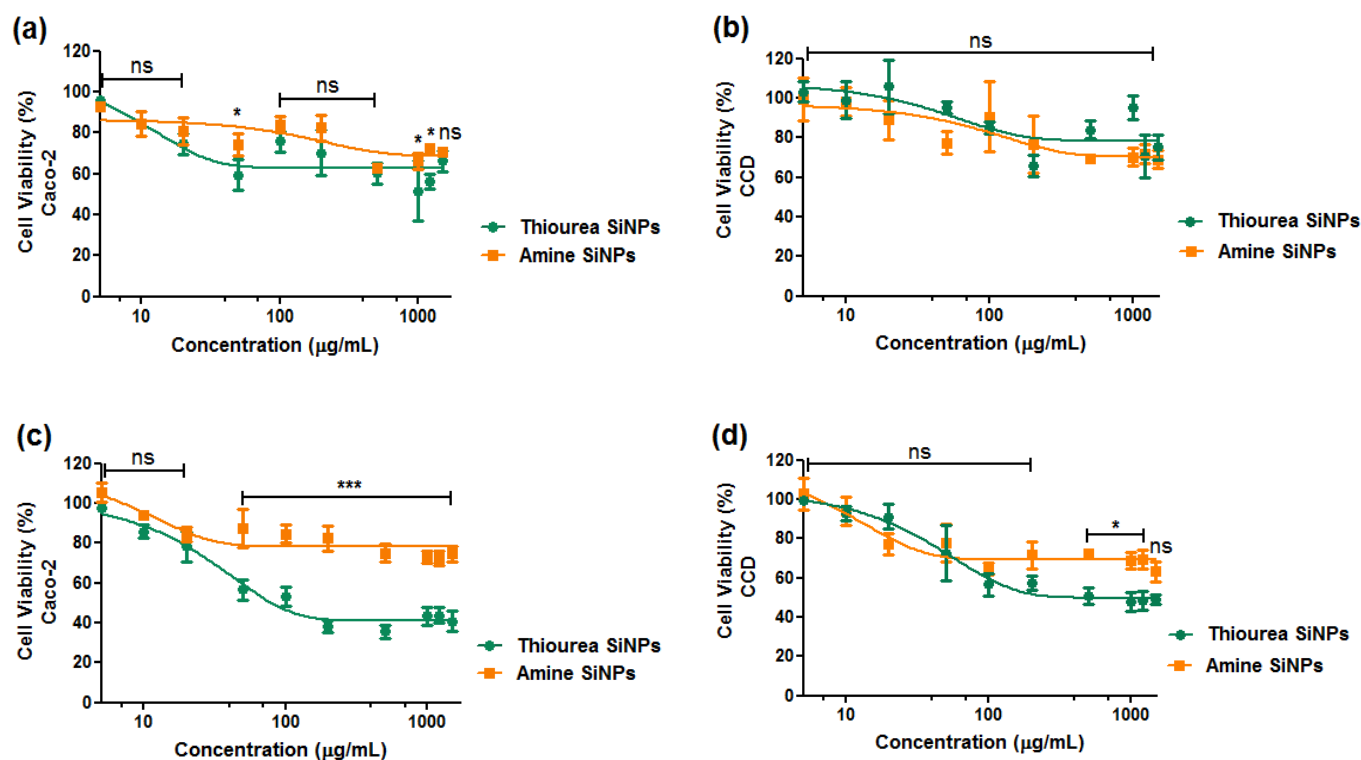 (a)
ns
ns
*
*
*
ns
120
100
80
60
40
20
0
10
100
1000
Cell Viability (%)
Caco-2
Concentration (µg/mL)
Thiourea SiNPs
Amine SiNPs
(b)
ns
120
100
80
60
40
20
0
10
100
1000
Cell Viability (%)
CCD
Concentration (µg/mL)
Thiourea SiNPs
Amine SiNPs
(c)
ns
***
120
100
80
60
40
20
0
10
100
1000
Cell Viability (%)
Caco-2
Concentration (µg/mL)
Thiourea SiNPs
Amine SiNPs
(d)
ns
*
ns
120
100
80
60
40
20
0
10
100
1000
Cell Viability (%)
CCD
Concentration (µg/mL)
Thiourea SiNPs
Amine SiNPs